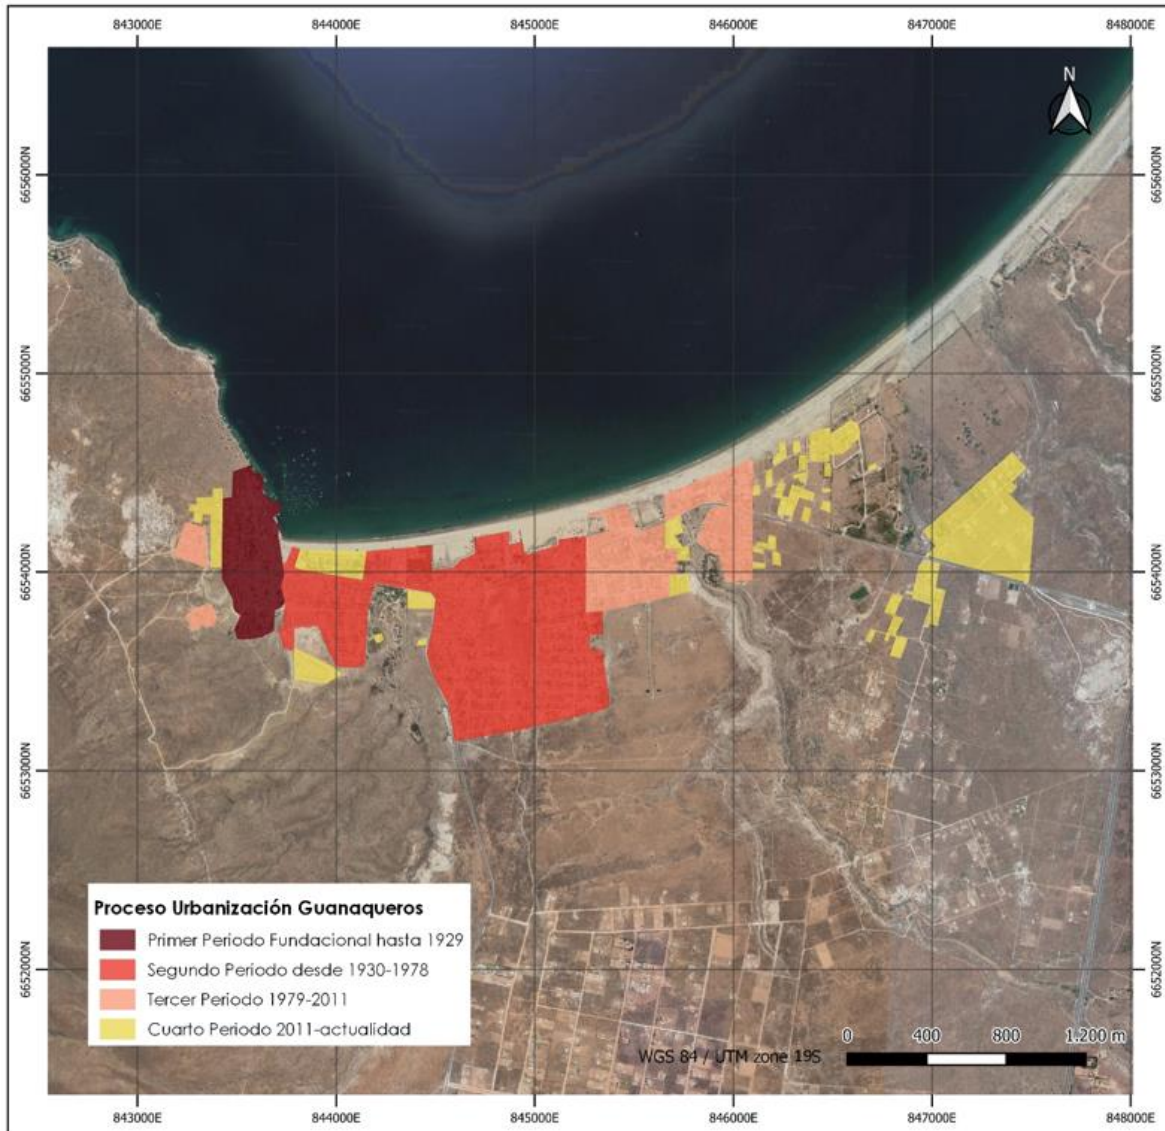 843000E 844000E 845000E 846000E 847000E 848000E
N
6656000N 6656000N
6655000N 6655000N
6654000N 6654000N
6653000N 6653000N
6652000N 6652000N
Proceso Urbanización Guanaqueros
Primer Periodo Fundacional hasta 1929
Segundo Periodo desde 1930-1978
Tercer Periodo 1979-2011
Cuarto Periodo 2011-actualidad
0 400 800 1.200 m
WGS 84 / UTM zone 19S
843000E 844000E 845000E 846000E 847000E 848000E